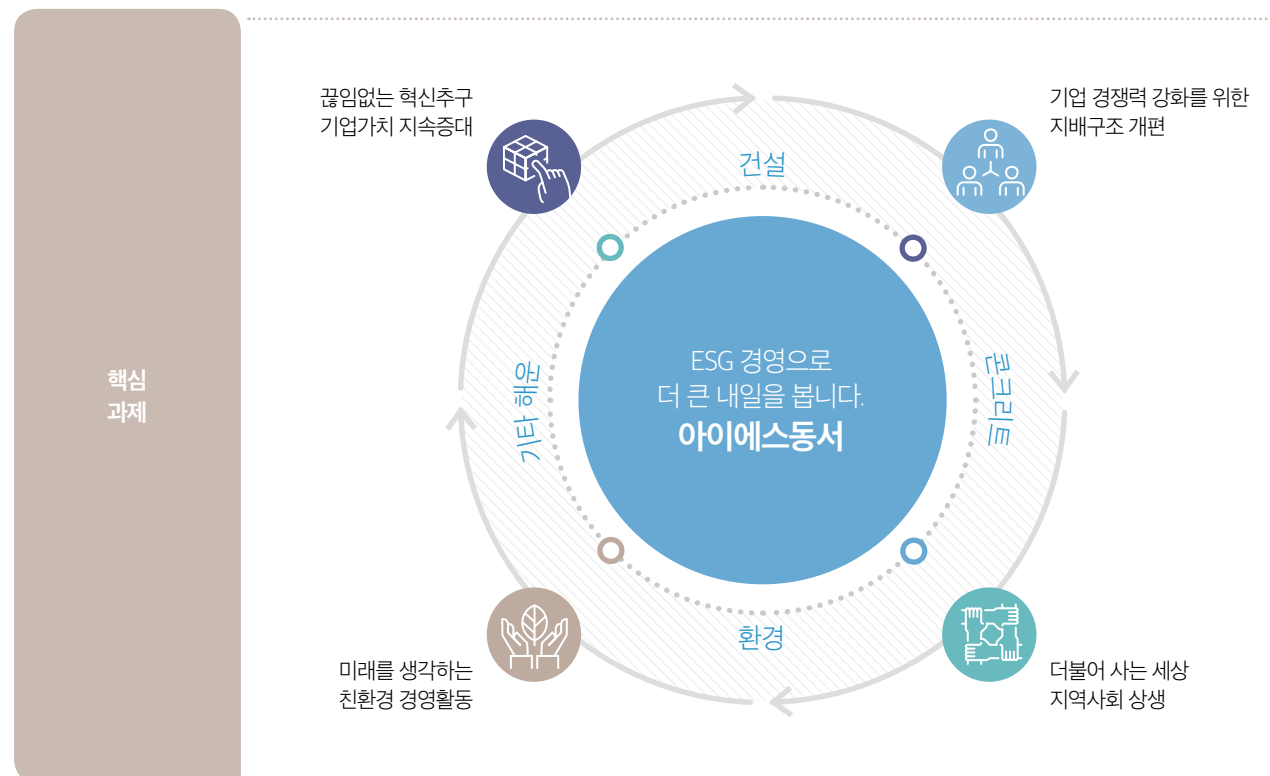 핵심
과제
끊임없는 혁신추구
기업가치 지속증대
기업 경쟁력 강화를 위한
지배구조 개편
건설
기타 해운
콘크리트
ESG 경영으로
더 큰 내일을 봅니다.
아이에스동서
환경
미래를 생각하는
친환경 경영활동
더불어 사는 세상
지역사회 상생